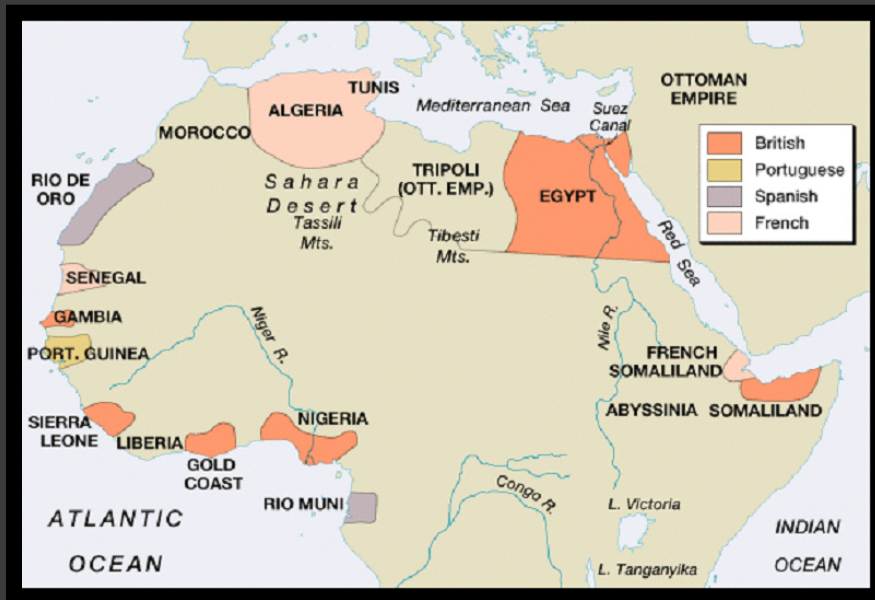 OTTOMAN
EMPIRE
TUNIS
ALGERIA
Mediterranean Sea
Suez
Canal
MOROCCO
British
Portuguese
Spanish
French
RIO DE
ORO
Sahara
Desert
Tassili
Mts.
TRIPOLI
(OTT. EMP.)
EGYPT
Tibesti
Mts.
Red Sea
SENEGAL
GAMBIA
PORT. GUINEA
Niger R.
Nile R.
FRENCH
SOMALILAND
ABYSSINIA
SOMALILAND
SIERRA
LEONE
LIBERIA
GOLD
COAST
NIGERIA
RIO MUNI
Congo R.
L. Victoria
L. Tanganyika
ATLANTIC
OCEAN
INDIAN
OCEAN